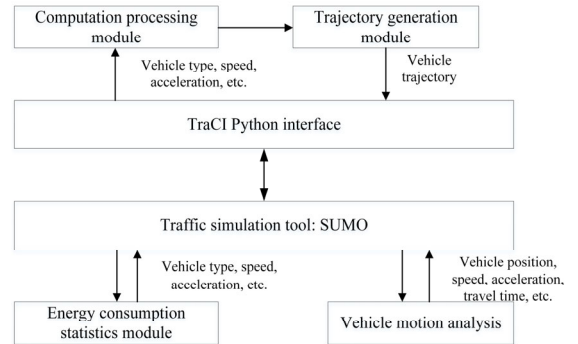 Computation processing
module
Trajectory generation
module
Vehicle type, speed,
acceleration, etc.
Vehicle
trajectory
TraCI Python interface
Traffic simulation tool: SUMO
Vehicle type, speed,
acceleration, etc.
Vehicle position,
speed, acceleration,
travel time, etc.
Energy consumption
statistics module
Vehicle motion analysis